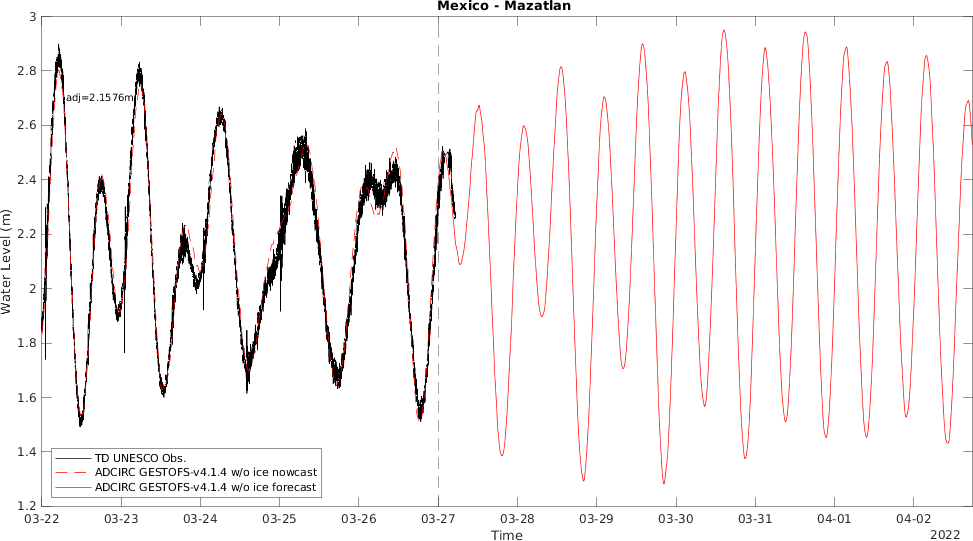 Mexico - Mazatlan
3
2.8
adj=2.1576m
2.6
2.4
2.2
2
1.8
1.6
1.4
1.2
Water Level (m)
TD UNESCO Obs.
ADCIRC GESTOFS-v4.1.4 w/o ice nowcast
ADCIRC GESTOFS-v4.1.4 w/o ice forecast
03-22 03-23 03-24 03-25 03-26 03-27 03-28 03-29 03-30 03-31 04-01 04-02
Time
2022